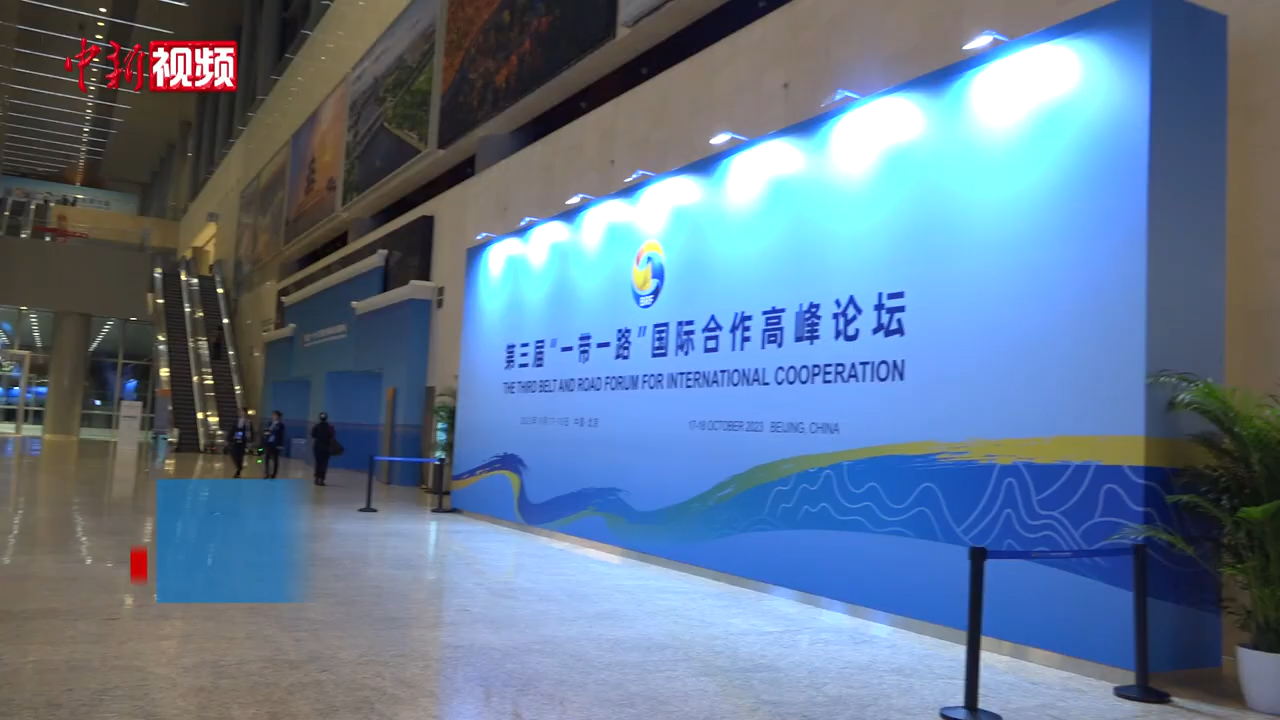 中新视频
BRF
第三届“一带一路”国际合作高峰论坛
THE THIRD BELT AND ROAD FORUM FOR INTERNATIONAL COOPERATION
17-18 OCTOBER 2023 BEIJING, CHINA